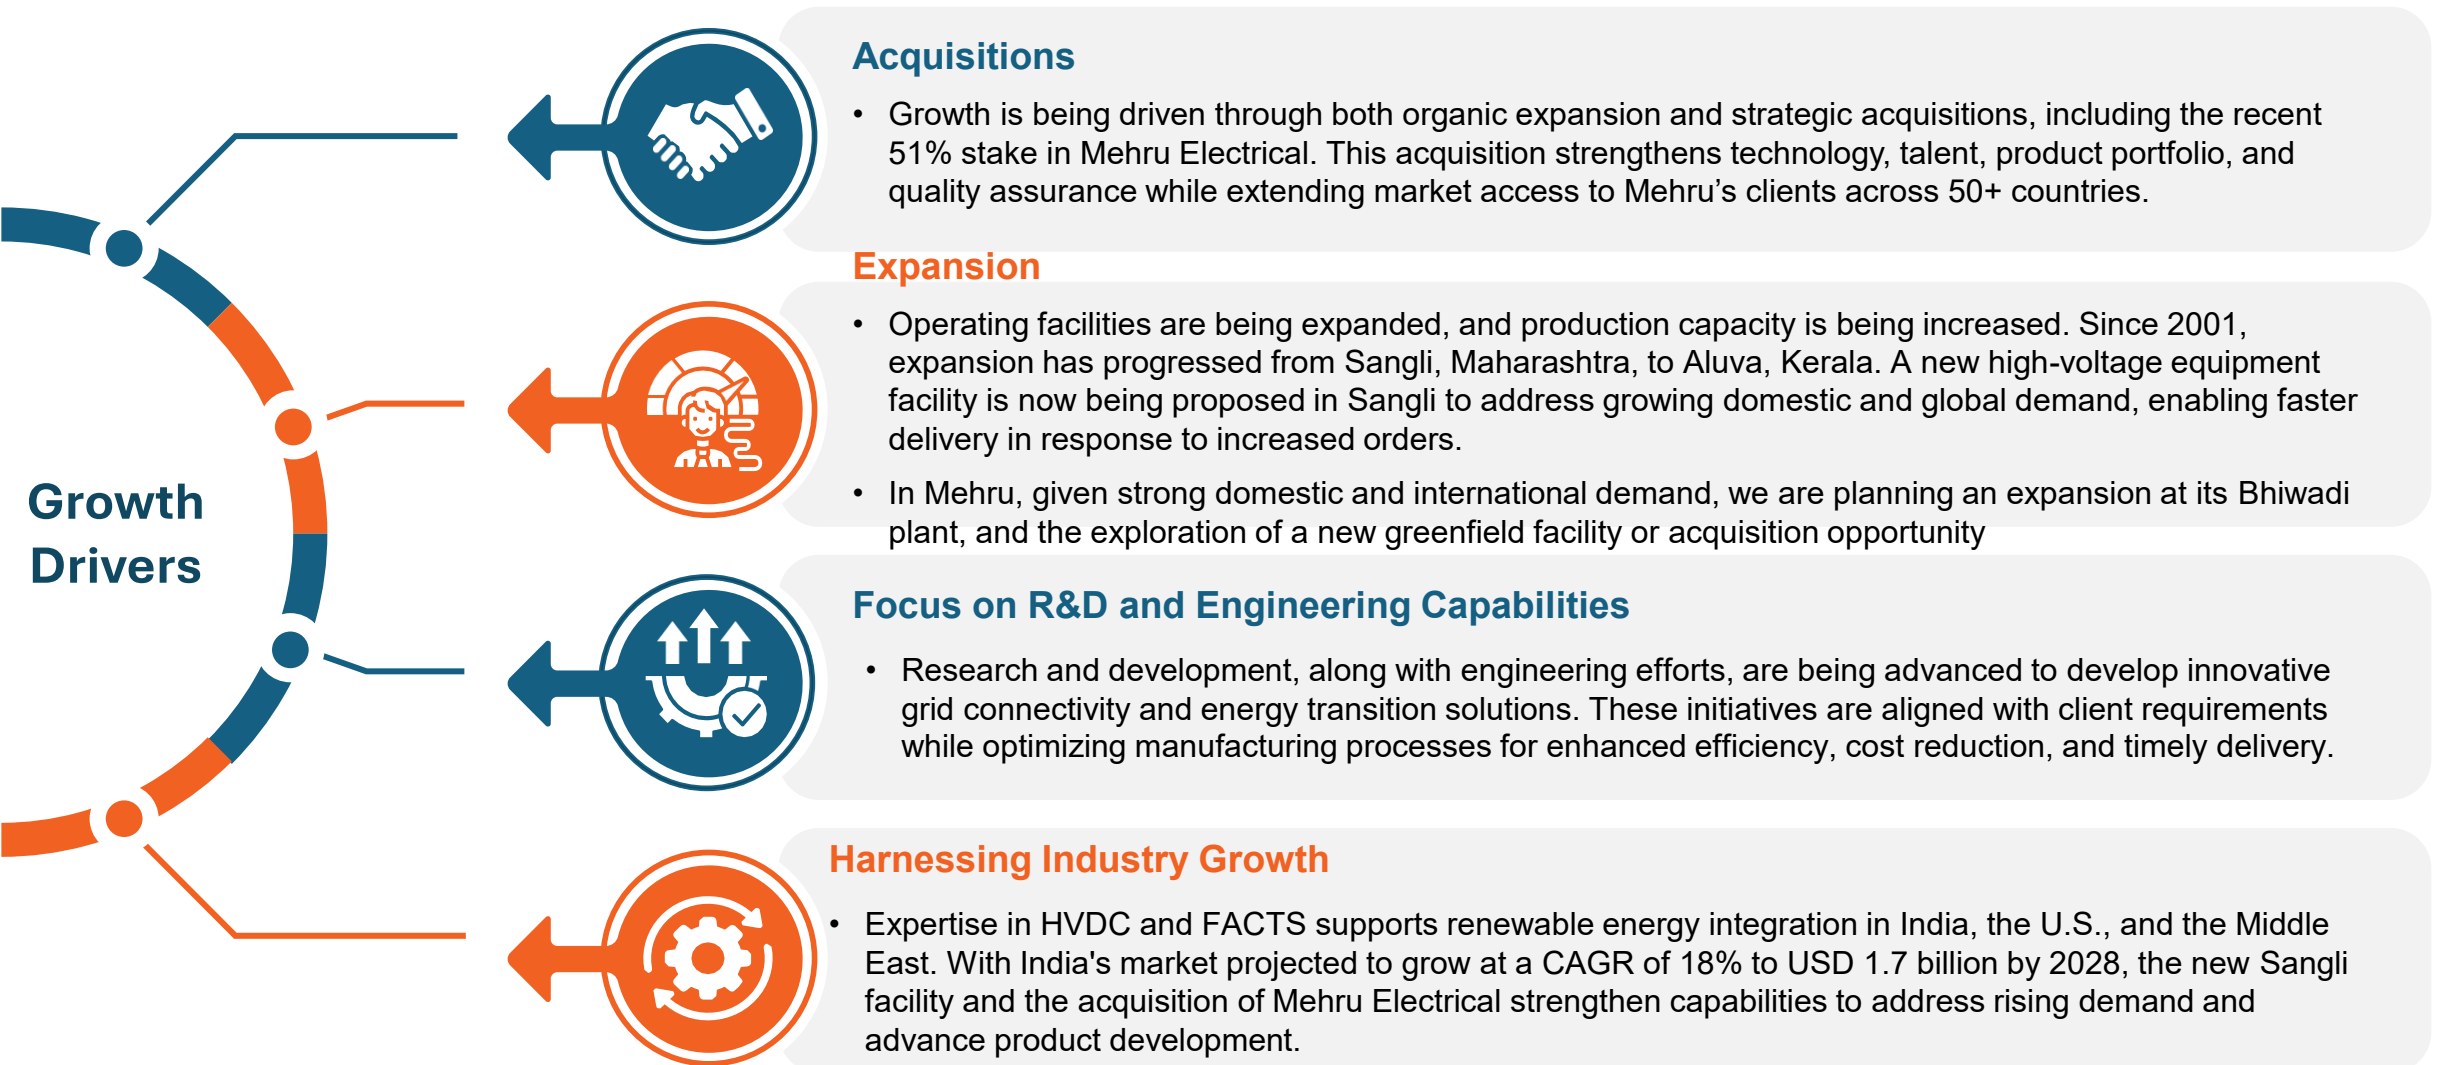 Growth
Drivers
Acquisitions
• Growth is being driven through both organic expansion and strategic acquisitions, including the recent
51% stake in Mehru Electrical. This acquisition strengthens technology, talent, product portfolio, and
quality assurance while extending market access to Mehru’s clients across 50+ countries.
Expansion
• Operating facilities are being expanded, and production capacity is being increased. Since 2001,
expansion has progressed from Sangli, Maharashtra, to Aluva, Kerala. A new high-voltage equipment
facility is now being proposed in Sangli to address growing domestic and global demand, enabling faster
delivery in response to increased orders.
• In Mehru, given strong domestic and international demand, we are planning an expansion at its Bhiwadi
plant, and the exploration of a new greenfield facility or acquisition opportunity
Focus on R&D and Engineering Capabilities
• Research and development, along with engineering efforts, are being advanced to develop innovative
grid connectivity and energy transition solutions. These initiatives are aligned with client requirements
while optimizing manufacturing processes for enhanced efficiency, cost reduction, and timely delivery.
Harnessing Industry Growth
• Expertise in HVDC and FACTS supports renewable energy integration in India, the U.S., and the Middle
East. With India's market projected to grow at a CAGR of 18% to USD 1.7 billion by 2028, the new Sangli
facility and the acquisition of Mehru Electrical strengthen capabilities to address rising demand and
advance product development.